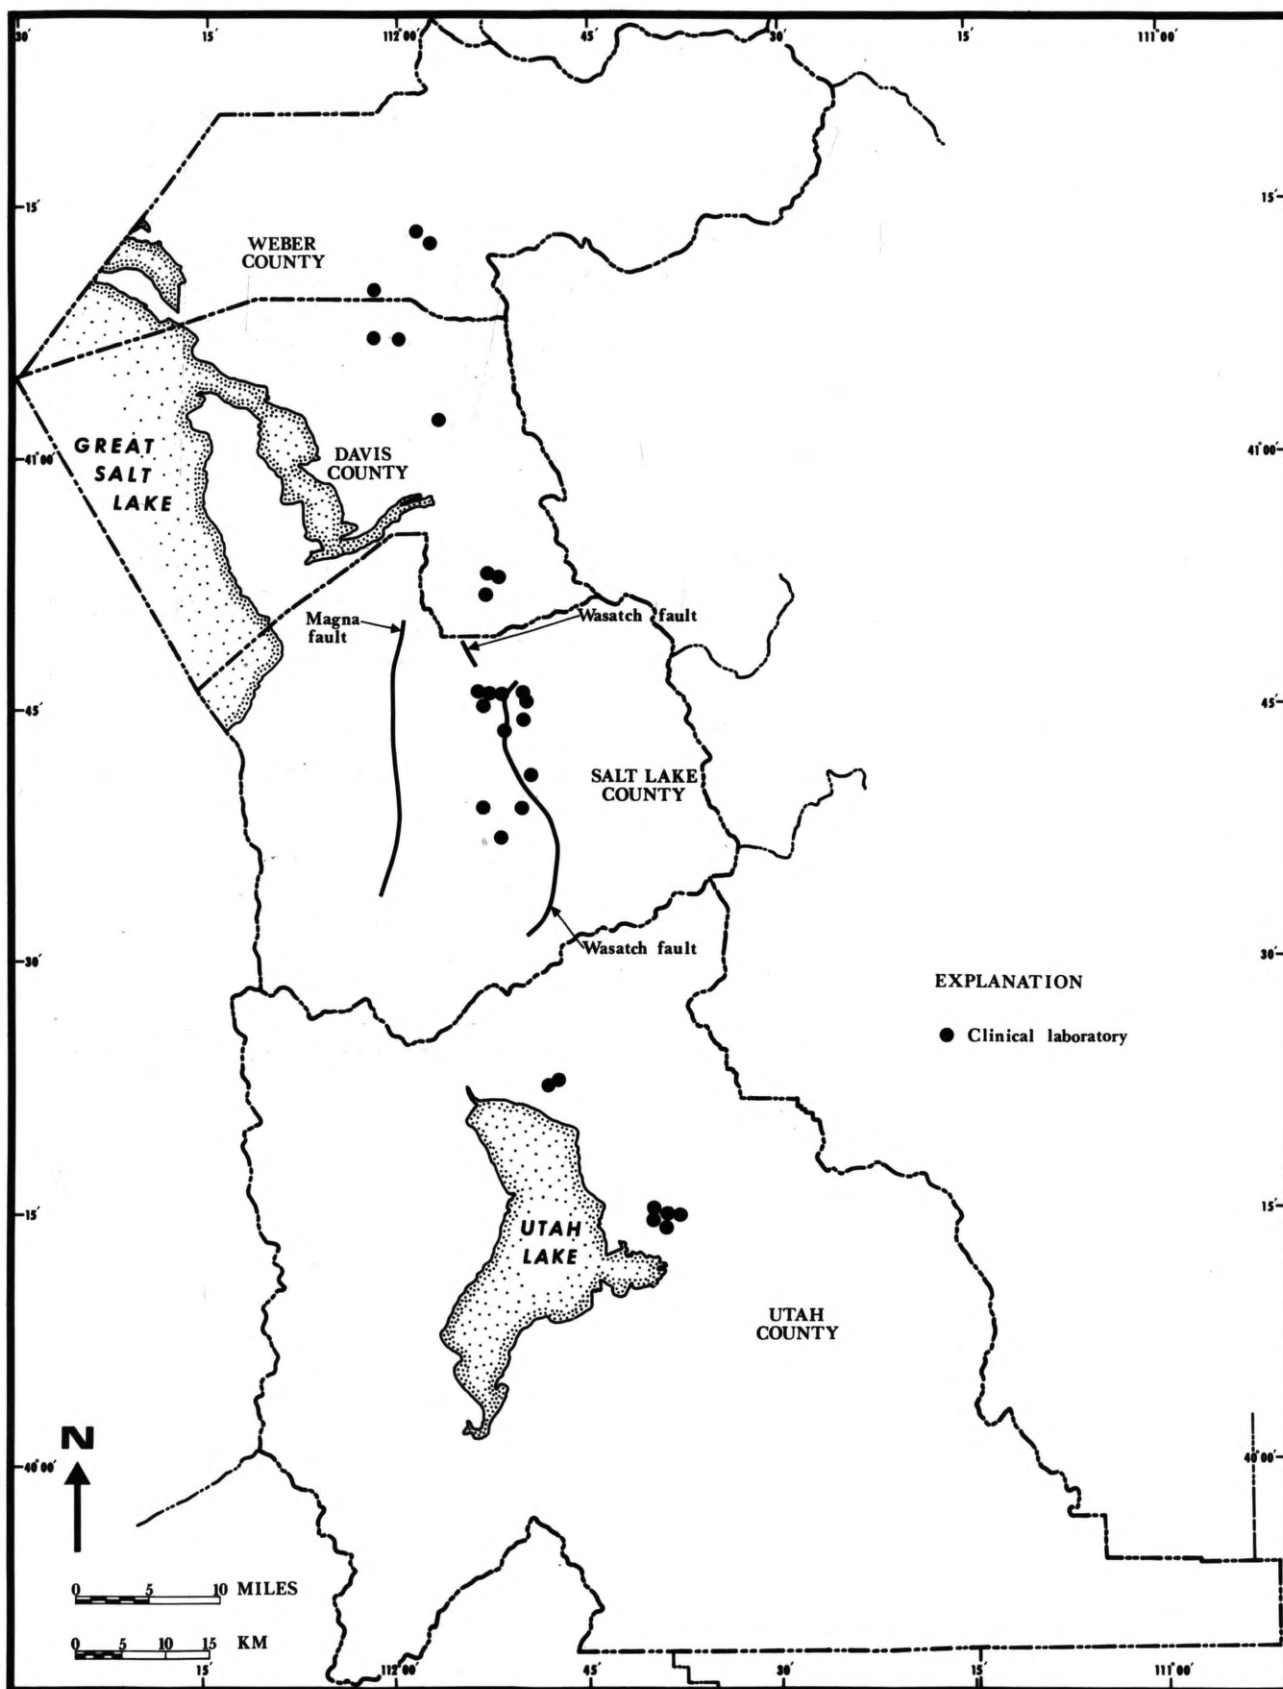 30′ 15′ 112°00′ 45′ 30′ 15′ 111°00′
15′ 15′
WEBER
COUNTY
GREAT
SALT
LAKE
DAVIS
COUNTY
41°00′ 41°00′
Magna
fault
Wasatch fault
45′ 45′
SALT LAKE
COUNTY
Wasatch fault
30′ 30′
EXPLANATION
Clinical laboratory
15′ 15′
UTAH
LAKE
UTAH
COUNTY
N
40°00′ 40°00′
0 5 10 MILES
0 5 10 15 KM
15′ 112°00′ 45′ 30′ 15′ 111°00′